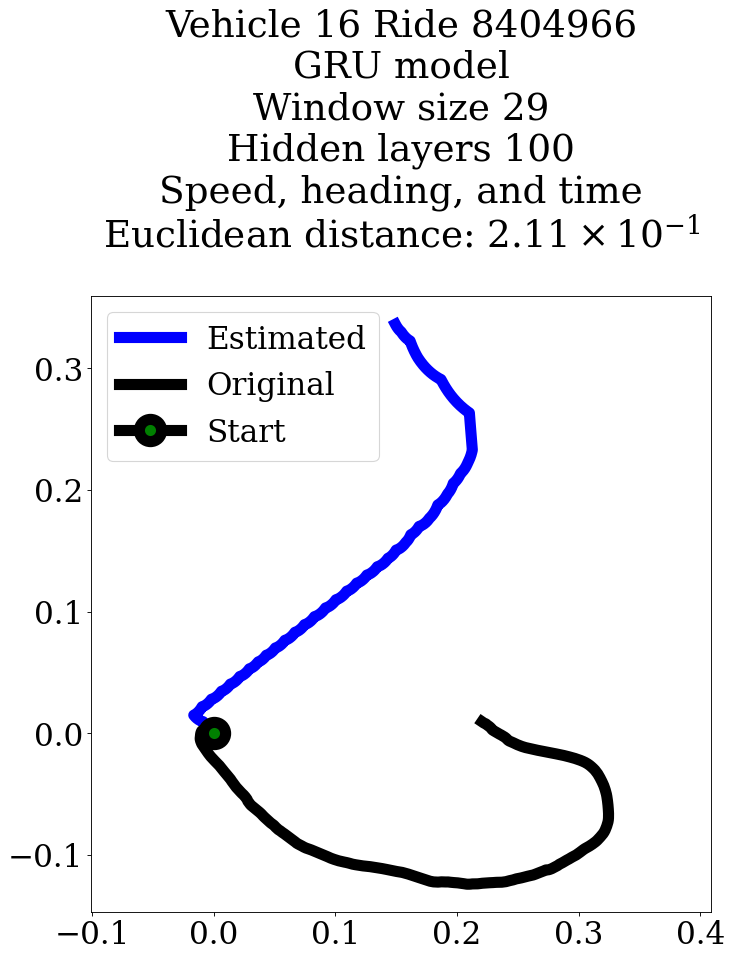 Vehicle 16 Ride 8404966
GRU model
Window size 29
Hidden layers 100
Speed, heading, and time
Euclidean distance: 2.11 × 10⁻¹
Estimated
Original
Start
0.3
0.2
0.1
0.0
−0.1
−0.1 0.0 0.1 0.2 0.3 0.4